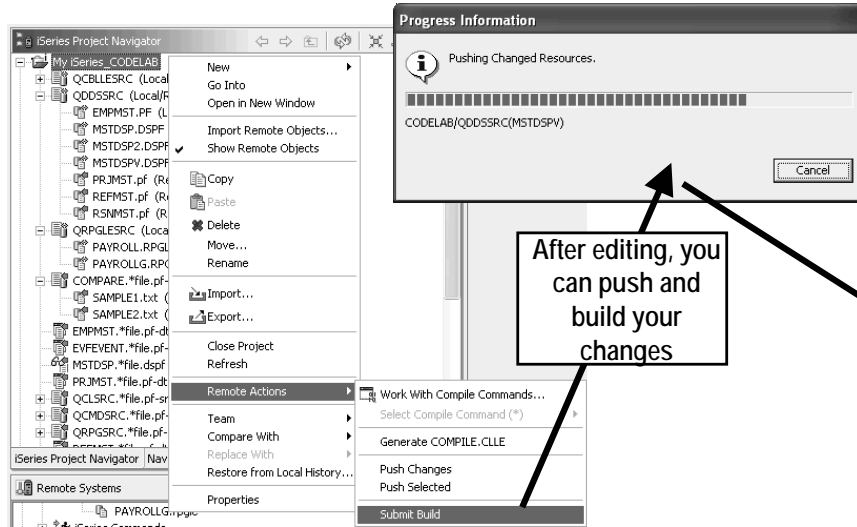 iSeries Project Navigator
My iSeries_CODELAB
QCBLLESRC (Local
QDDSSRC (Local/R
EMPMST.PF (L
MSTDSP.DSPF
MSTDSP2.DSPF
MSTDSPV.DSPF
PRJMST.pf (Re
REFMST.pf (R
RSNMST.pf (R
QRPGLESRC (Loca
PAYROLL.RPGL
PAYROLLG.RPG
COMPARE.*file.pf-
SAMPLE1.txt (
SAMPLE2.txt (
EMPMST.*file.pf-dt
EVFEVENT.*file.pf-
MSTDSP.*file.dspf
PRJMST.*file.pf-dt
QCLSRC.*file.pf-sr
QCMDSRC.*file.pf-
QRPGSRC.*file.pf-
iSeries Project Navigator Nav
Remote Systems
PAYROLLG.rpgle
iSeries Commands
New
Go Into
Open in New Window
Import Remote Objects...
Show Remote Objects
Copy
Paste
Delete
Move...
Rename
Import...
Export...
Close Project
Refresh
Remote Actions
Team
Compare With
Replace With
Restore from Local History...
Properties
Work With Compile Commands...
Select Compile Command (*)
Generate COMPILE.CLLE
Push Changes
Push Selected
Submit Build
Progress Information
Pushing Changed Resources.
CODELAB/QDDSSRC(MSTDSPV)
Cancel
After editing, you
can push and
build your
changes